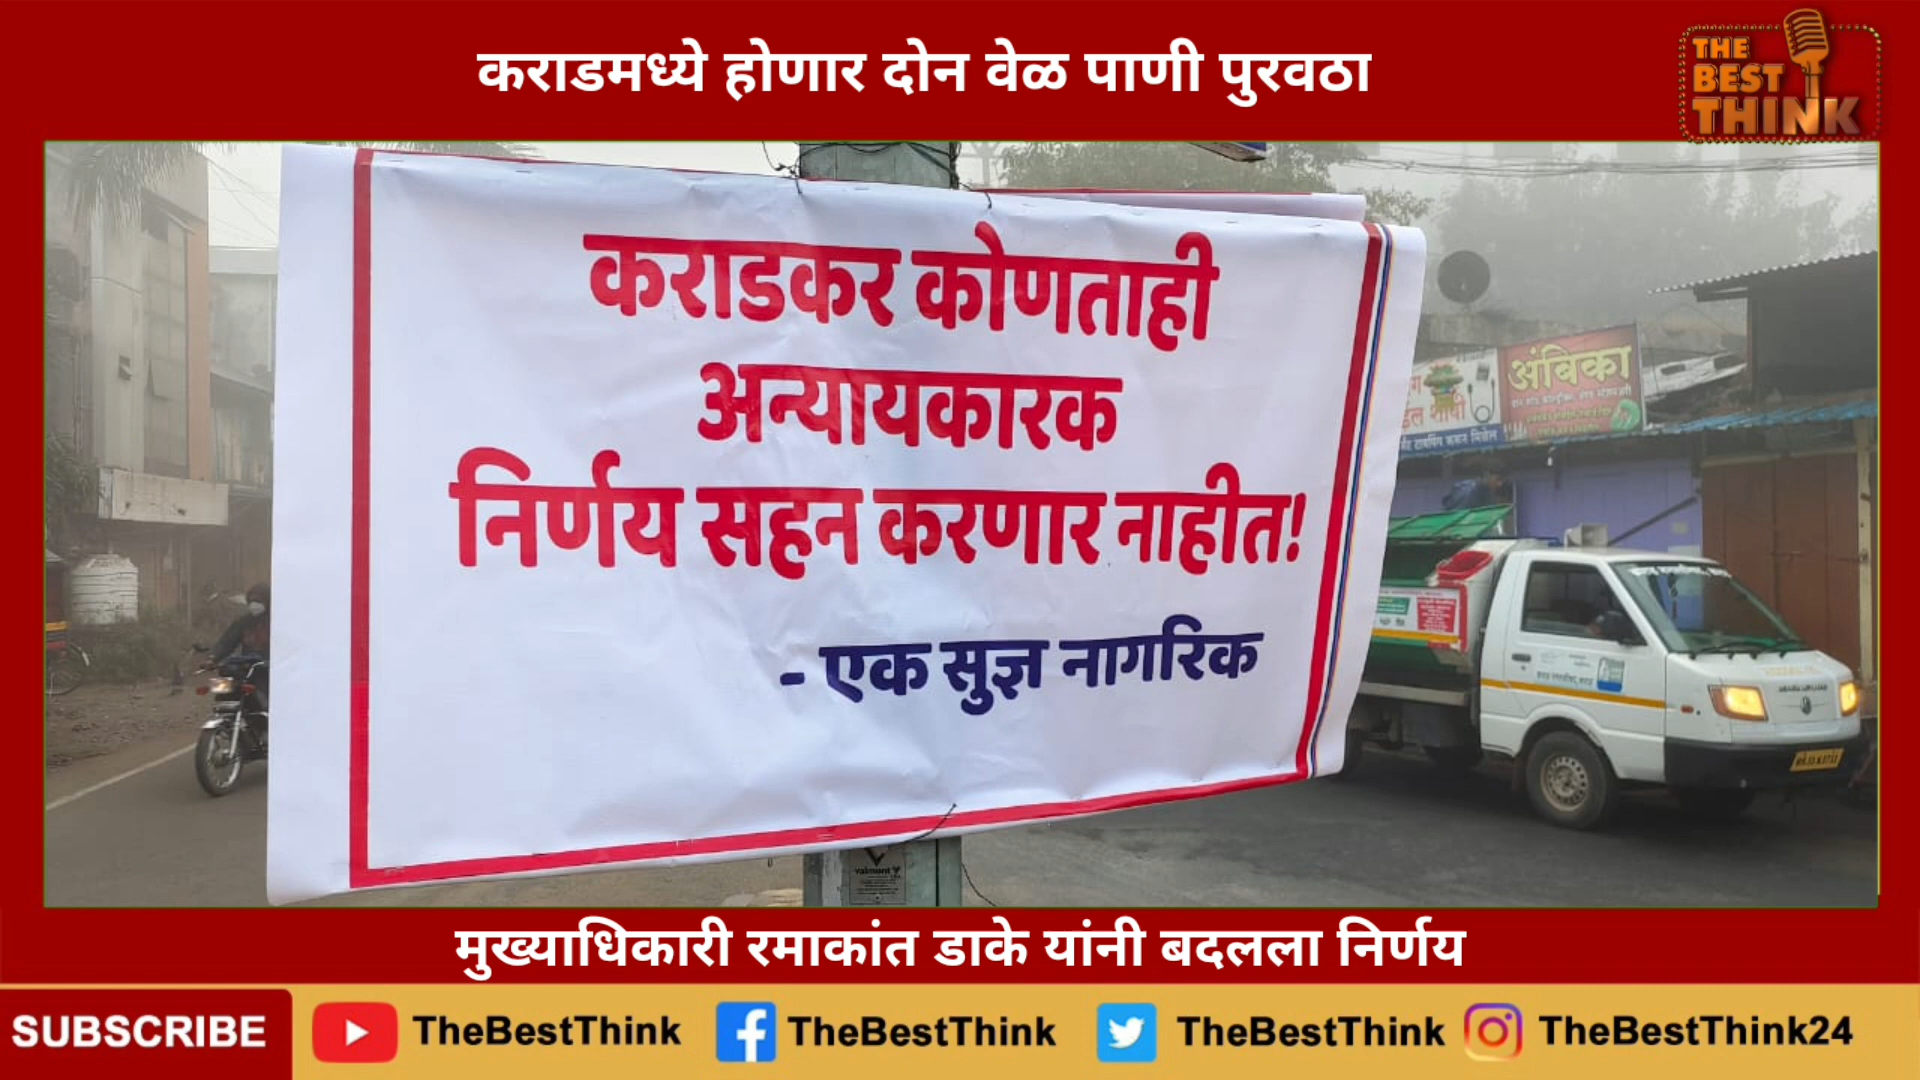 कराडमध्ये होणार दोन वेळ पाणी पुरवठा
THE
BEST
THINK
कराडकर कोणताही
अन्यायकारक
निर्णय सहन करणार नाहीत!
- एक सुज्ञ नागरिक
अंबिका
valmont
मुख्याधिकारी रमाकांत डाके यांनी बदलला निर्णय
SUBSCRIBE
TheBestThink
TheBestThink
TheBestThink
TheBestThink24